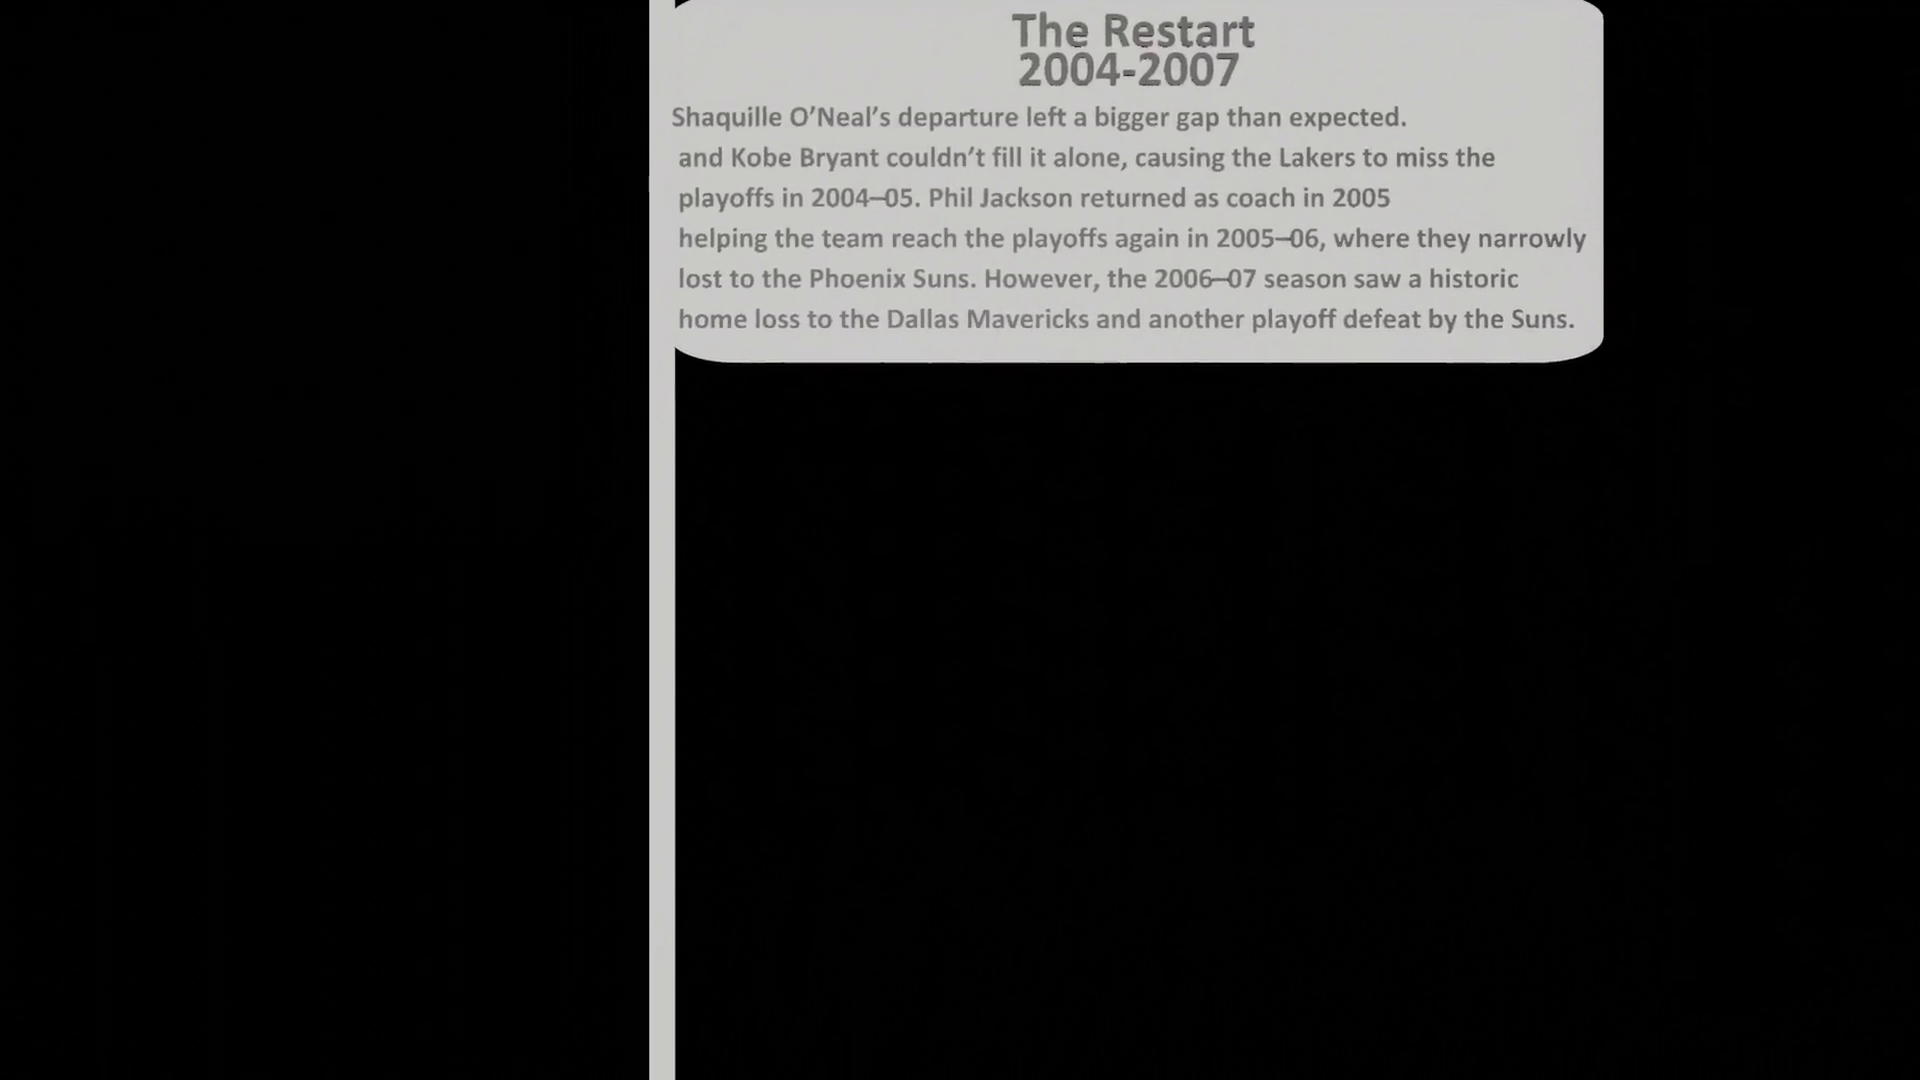 The Restart
2004-2007
Shaquille O’Neal’s departure left a bigger gap than expected.
and Kobe Bryant couldn’t fill it alone, causing the Lakers to miss the
playoffs in 2004–05. Phil Jackson returned as coach in 2005
helping the team reach the playoffs again in 2005–06, where they narrowly
lost to the Phoenix Suns. However, the 2006–07 season saw a historic
home loss to the Dallas Mavericks and another playoff defeat by the Suns.